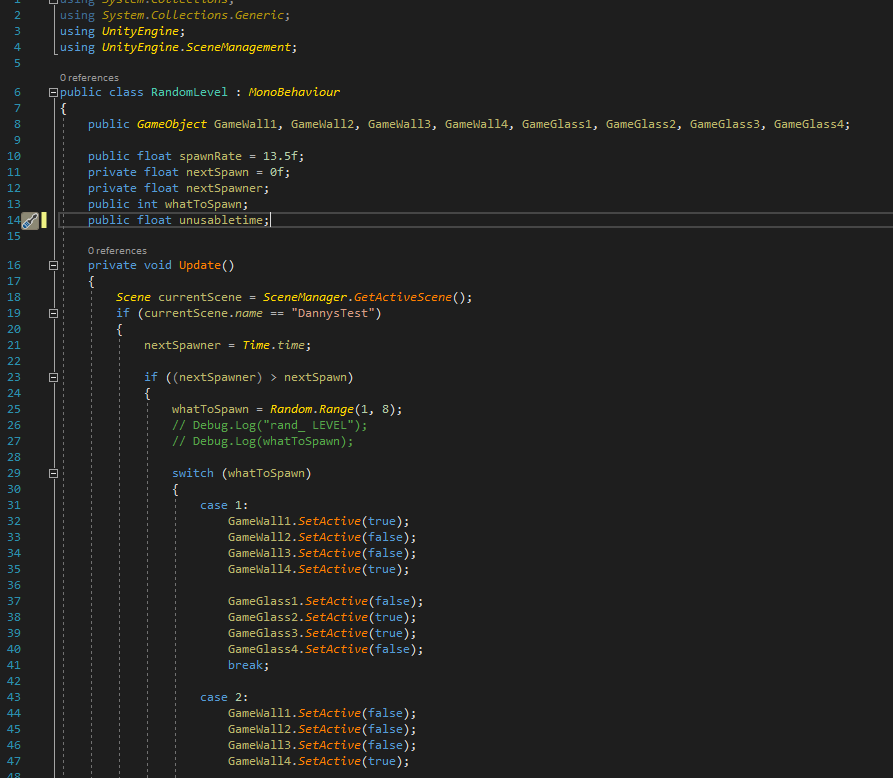 1 using System.Collections;
2 using System.Collections.Generic;
3 using UnityEngine;
4 using UnityEngine.SceneManagement;
5
0 references
6 public class RandomLevel : MonoBehaviour
7 {
8 public GameObject GameWall1, GameWall2, GameWall3, GameWall4, GameGlass1, GameGlass2, GameGlass3, GameGlass4;
9
10 public float spawnRate = 13.5f;
11 private float nextSpawn = 0f;
12 private float nextSpawner;
13 public int whatToSpawn;
14 public float unusabletime;
15
0 references
16 private void Update()
17 {
18 Scene currentScene = SceneManager.GetActiveScene();
19 if (currentScene.name == "DannysTest")
20 {
21 nextSpawner = Time.time;
22
23 if ((nextSpawner) > nextSpawn)
24 {
25 whatToSpawn = Random.Range(1, 8);
26 // Debug.Log("rand_ LEVEL");
27 // Debug.Log(whatToSpawn);
28
29 switch (whatToSpawn)
30 {
31 case 1:
32 GameWall1.SetActive(true);
33 GameWall2.SetActive(false);
34 GameWall3.SetActive(false);
35 GameWall4.SetActive(true);
36
37 GameGlass1.SetActive(false);
38 GameGlass2.SetActive(true);
39 GameGlass3.SetActive(true);
40 GameGlass4.SetActive(false);
41 break;
42
43 case 2:
44 GameWall1.SetActive(false);
45 GameWall2.SetActive(false);
46 GameWall3.SetActive(false);
47 GameWall4.SetActive(true);
48